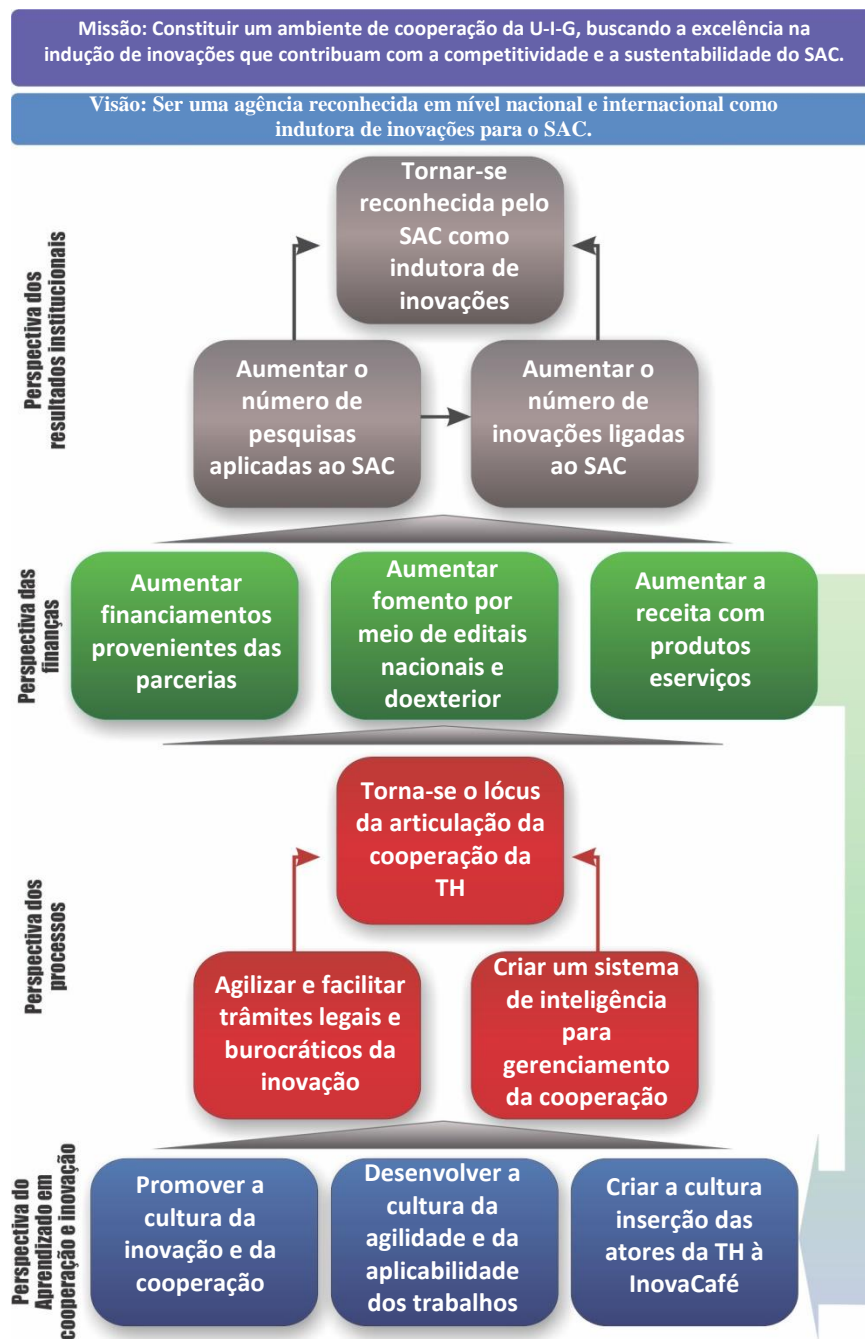 Missão: Constituir um ambiente de cooperação da U-I-G, buscando a excelência na
indução de inovações que contribuam com a competitividade e a sustentabilidade do SAC.
Visão: Ser uma agência reconhecida em nível nacional e internacional como
indutora de inovações para o SAC.
Perspectiva dos
resultados institucionais
Tornar-se
reconhecida pelo
SAC como
indutora de
inovações
Aumentar o
número de
pesquisas
aplicadas ao SAC
Aumentar o
número de
inovações ligadas
ao SAC
Perspectiva das
finanças
Aumentar
financiamentos
provenientes das
parcerias
Aumentar
fomento por
meio de editais
nacionais e
doexterior
Aumentar a
receita com
produtos
eserviços
Perspectiva dos
processos
Torna-se o lócus
da articulação da
cooperação da
TH
Agilizar e facilitar
trâmites legais e
burocráticos da
inovação
Criar um sistema
de inteligência
para
gerenciamento
da cooperação
Perspectiva do
Aprendizado em
cooperação e inovação
Promover a
cultura da
inovação e da
cooperação
Desenvolver a
cultura da
agilidade e da
aplicabilidade
dos trabalhos
Criar a cultura
inserção das
atores da TH à
InovaCafé